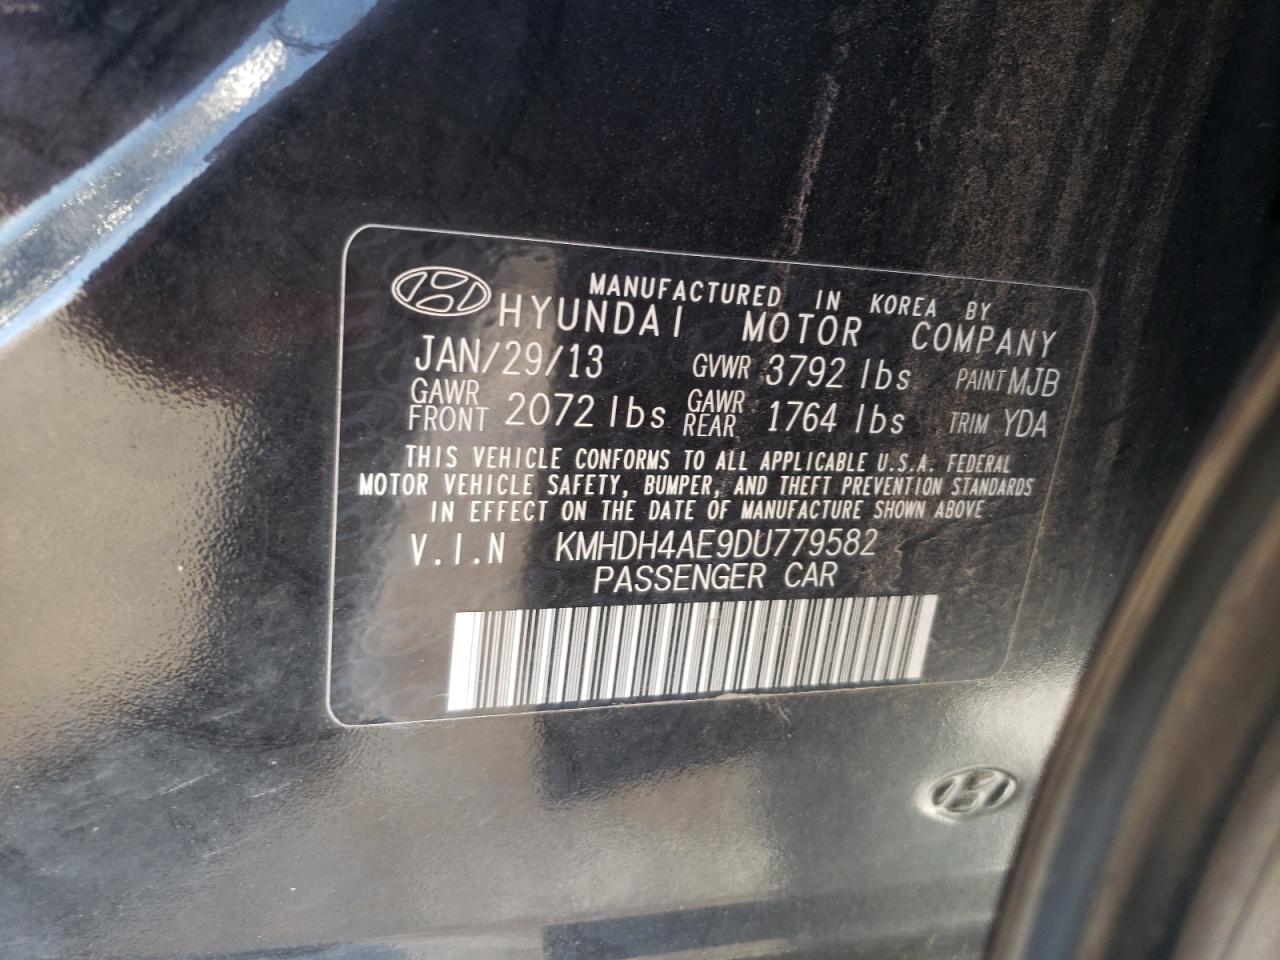 MANUFACTURED IN KOREA BY
HYUNDAI MOTOR COMPANY
JAN/29/13 GVWR 3792 lbs PAINT MJB
GAWR FRONT 2072 lbs GAWR REAR 1764 lbs TRIM YDA
THIS VEHICLE CONFORMS TO ALL APPLICABLE U.S.A. FEDERAL
MOTOR VEHICLE SAFETY, BUMPER, AND THEFT PREVENTION STANDARDS
IN EFFECT ON THE DATE OF MANUFACTURE SHOWN ABOVE
V.I.N KMHDH4AE9DU779582
PASSENGER CAR